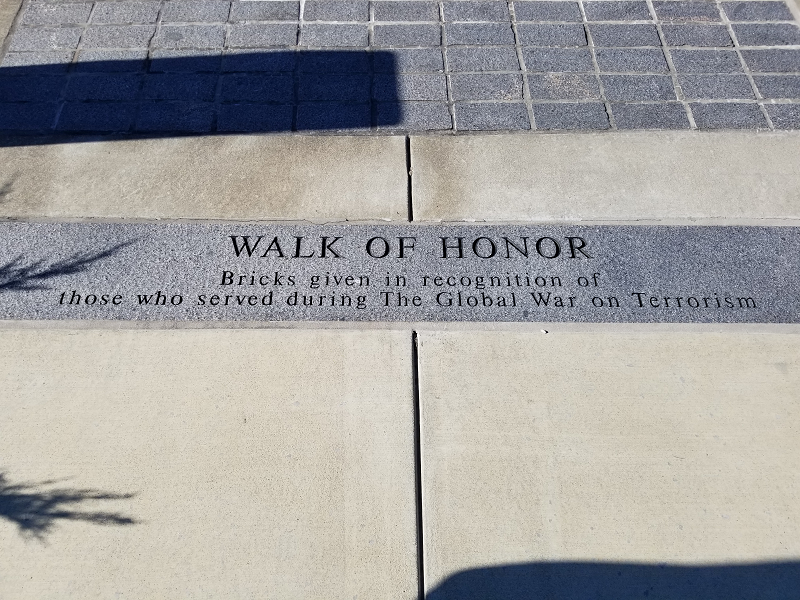 WALK OF HONOR
Bricks given in recognition of
those who served during The Global War on Terrorism